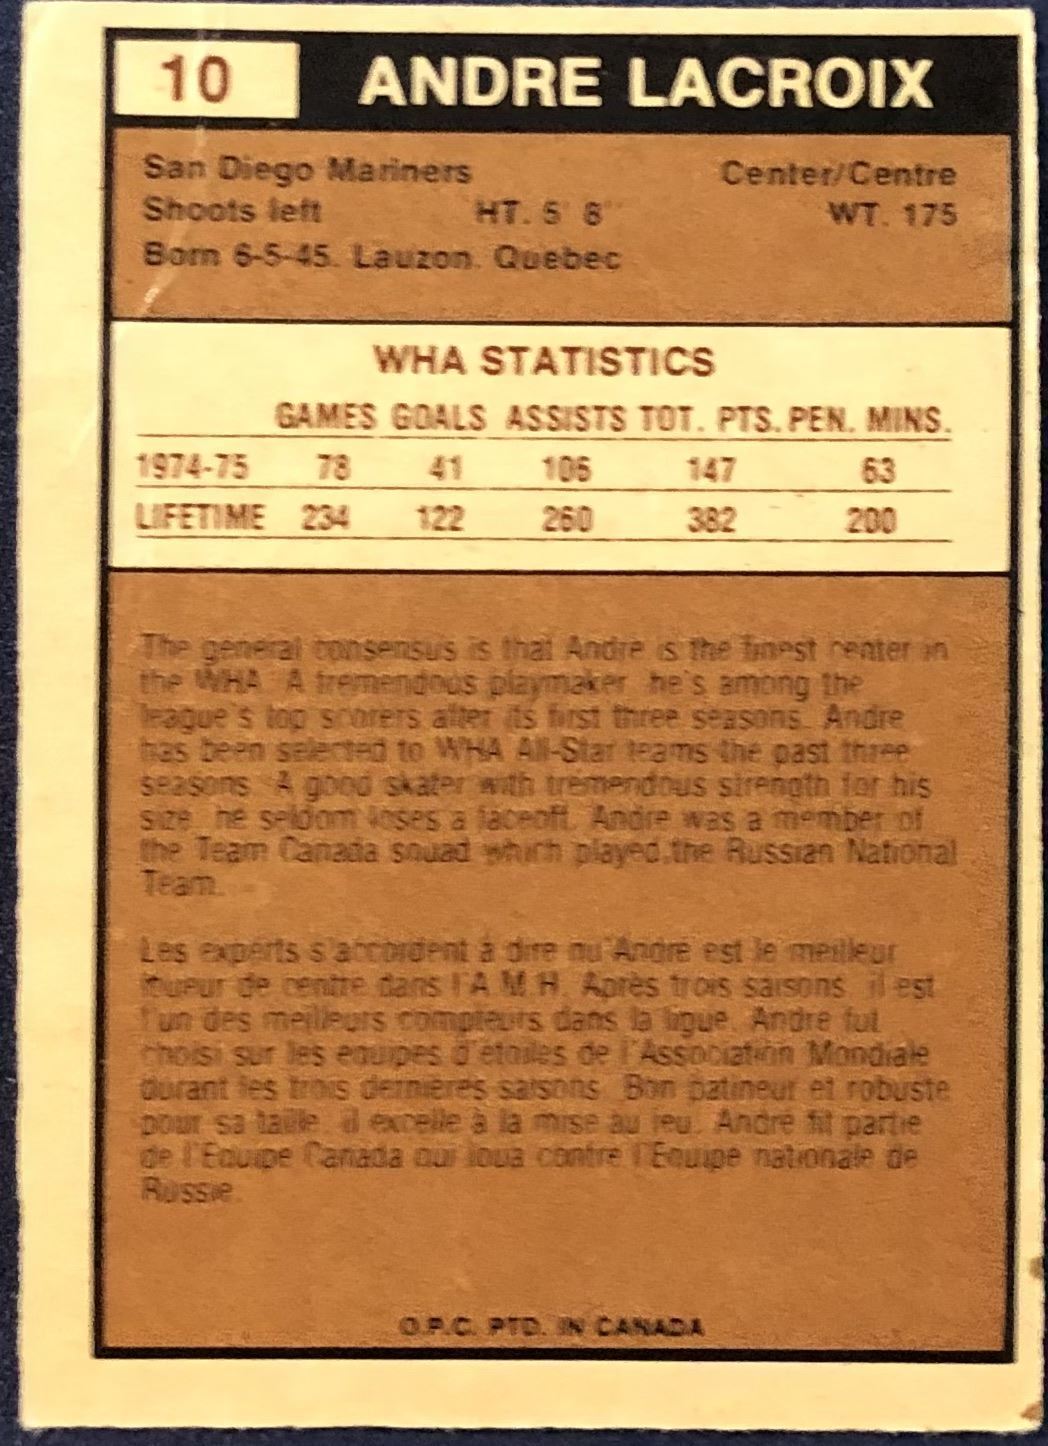 10 ANDRE LACROIX
San Diego Mariners Center/Centre
Shoots left HT. 5' 8" WT. 175
Born 6-5-45. Lauzon. Quebec
WHA STATISTICS
GAMES GOALS ASSISTS TOT. PTS. PEN. MINS.
1974-75 78 41 106 147 63
LIFETIME 234 122 260 382 200
The general consensus is that Andre is the finest center in
the WHA. A tremendous playmaker, he's among the
league's top scorers after its first three seasons. Andre
has been selected to WHA All-Star teams the past three
seasons. A good skater with tremendous strength for his
size, he seldom loses a faceoff. Andre was a member of
the Team Canada squad which played the Russian National
Team.
Les experts s'accordent à dire qu'André est le meilleur
joueur de centre dans l'A.M.H. Après trois saisons, il est
l'un des meilleurs compteurs dans la ligue. André fut
choisi sur les équipes d'étoiles de l'Association Mondiale
durant les trois dernières saisons. Bon patineur et robuste
pour sa taille, il excelle à la mise au jeu. André fit partie
de l'Equipe Canada qui joua contre l'Equipe nationale de
Russie.
O.P.C. PTD. IN CANADA